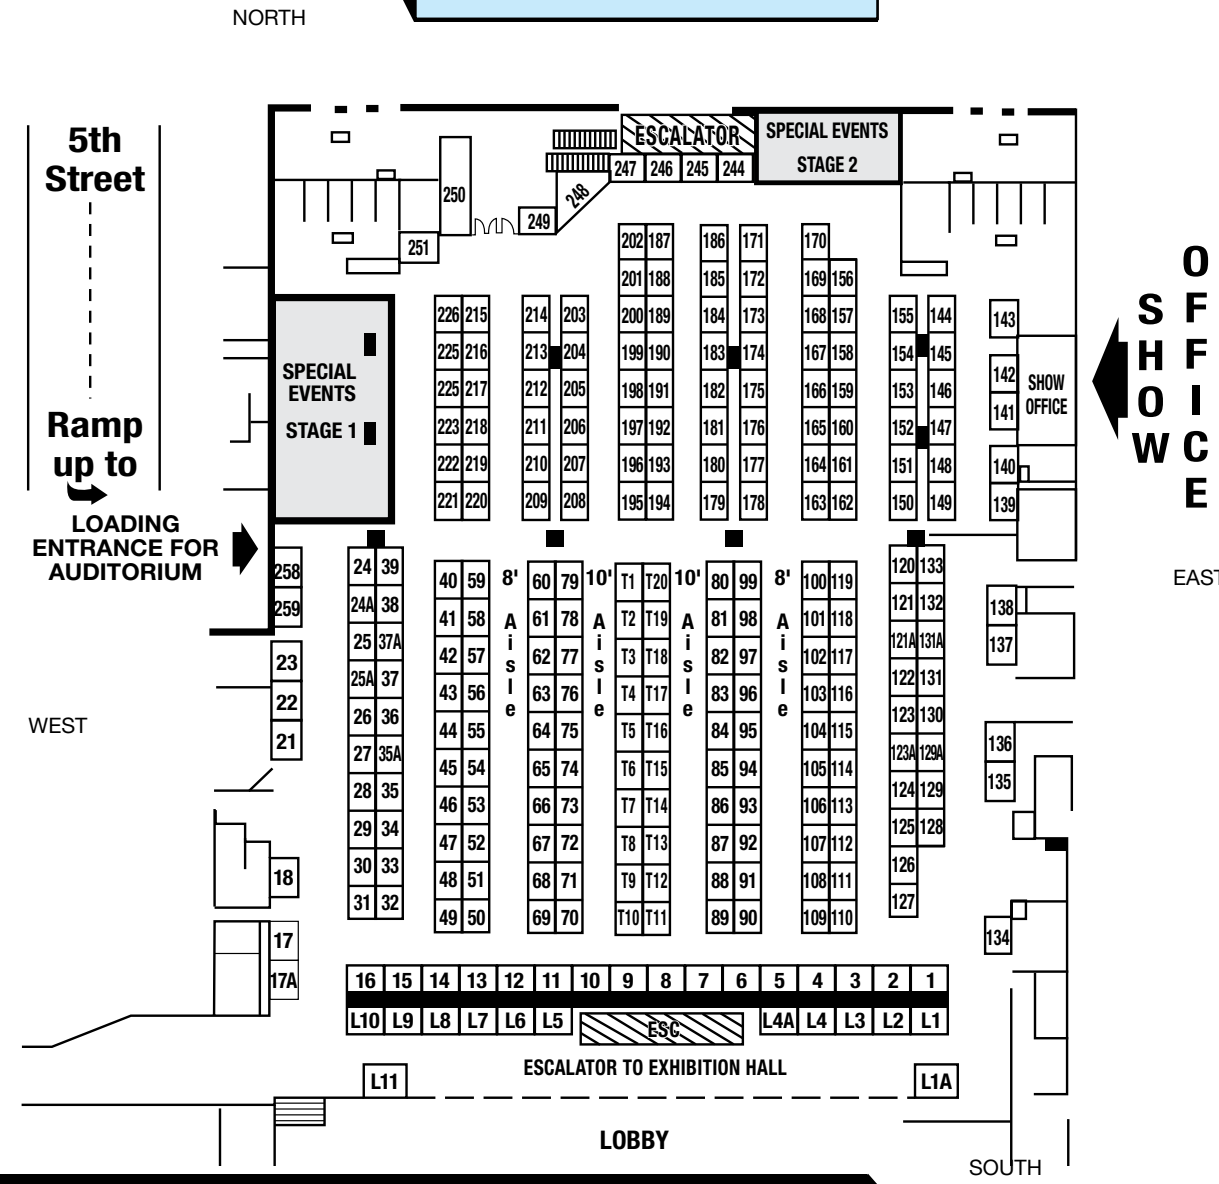 NORTH
5th
Street
Ramp
up to
LOADING
ENTRANCE FOR
AUDITORIUM
WEST
ESCALATOR
SPECIAL EVENTS
STAGE 2
247 246 245 244
250
248
249
251
202 187 186 171 170
201 188 185 172 169 156
226 215 214 203 200 189 184 173 168 157 155 144 143
225 216 213 204 199 190 183 174 167 158 154 145
225 217 212 205 198 191 182 175 166 159 153 146 142
223 218 211 206 197 192 181 176 165 160 152 147 141
222 219 210 207 196 193 180 177 164 161 151 148 140
221 220 209 208 195 194 179 178 163 162 150 149 139
SPECIAL
EVENTS
STAGE 1
SHOW
OFFICE
SHOW
OFFICE
EAST
258
259
23
22
21
18
17
17A
24 39
24A 38
25 37A
25A 37
26 36
27 35A
28 35
29 34
30 33
31 32
40 59
41 58
42 57
43 56
44 55
45 54
46 53
47 52
48 51
49 50
8'
Aisle
60 79
61 78
62 77
63 76
64 75
65 74
66 73
67 72
68 71
69 70
10'
Aisle
T1 T20
T2 T19
T3 T18
T4 T17
T5 T16
T6 T15
T7 T14
T8 T13
T9 T12
T10 T11
10'
Aisle
80 99
81 98
82 97
83 96
84 95
85 94
86 93
87 92
88 91
89 90
8'
Aisle
100 119
101 118
102 117
103 116
104 115
105 114
106 113
107 112
108 111
109 110
120 133
121 132
121A 131A
122 131
123 130
123A 129A
124 129
125 128
126
127
138
137
136
135
134
16 15 14 13 12 11 10 9 8 7 6 5 4 3 2 1
L10 L9 L8 L7 L6 L5 ESC L4A L4 L3 L2 L1
ESCALATOR TO EXHIBITION HALL
L11 L1A
LOBBY
SOUTH